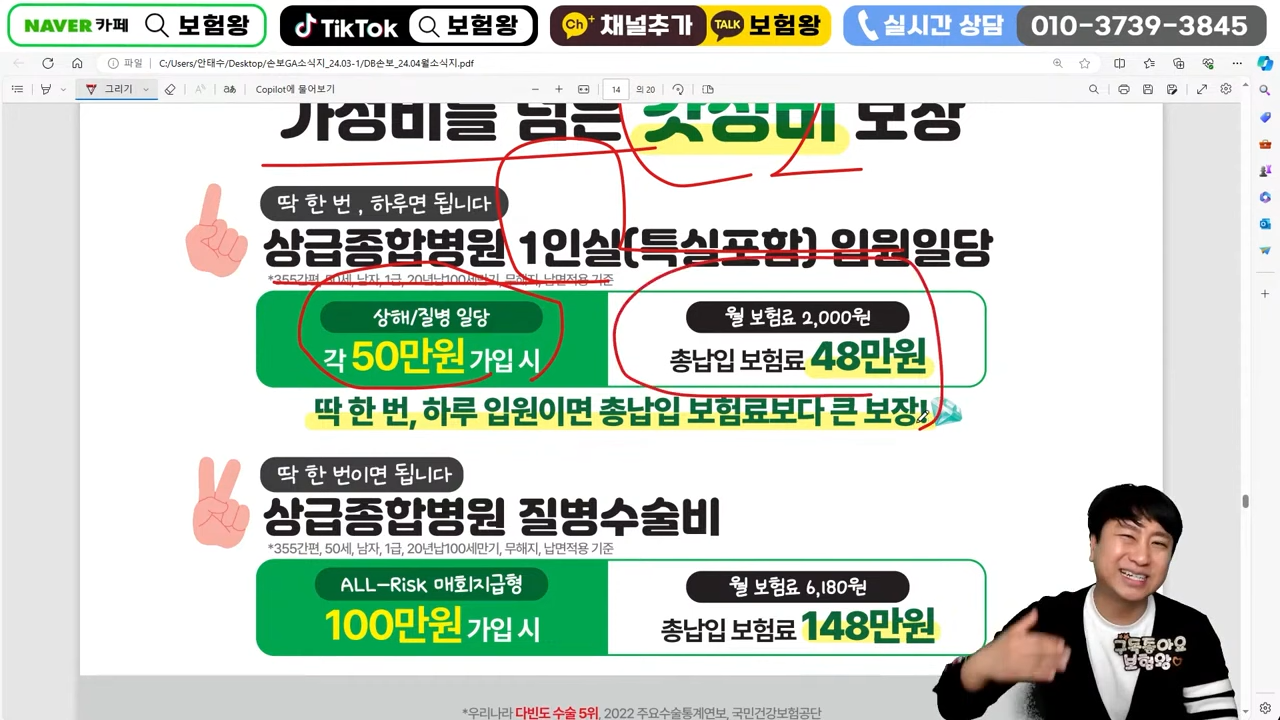 NAVER 카페 보험왕
TikTok 보험왕
Ch+ 채널추가 TALK 보험왕
실시간 상담 010-3739-3845
파일 C:/Users/안태수/Desktop/손보GA소식지_24.03-1/DB손보_24.04월소식지.pdf
그리기 Copilot에 물어보기 14 의 20
가성비를 넘은 갓성비 보장
딱 한 번 , 하루면 됩니다
상급종합병원 1인실(특실포함) 입원일당
*355간편, 50세, 남자, 1급, 20년납100세만기, 무해지, 납면적용 기준
상해/질병 일당
각 50만원 가입 시
월 보험료 2,000원
총납입 보험료 48만원
딱 한 번, 하루 입원이면 총납입 보험료보다 큰 보장!
딱 한 번이면 됩니다
상급종합병원 질병수술비
*355간편, 50세, 남자, 1급, 20년납100세만기, 무해지, 납면적용 기준
ALL-Risk 매회지급형
100만원 가입 시
월 보험료 6,180원
총납입 보험료 148만원
구독좋아요
보험왕
*우리나라 다빈도 수술 5위, 2022 주요수술통계연보, 국민건강보험공단